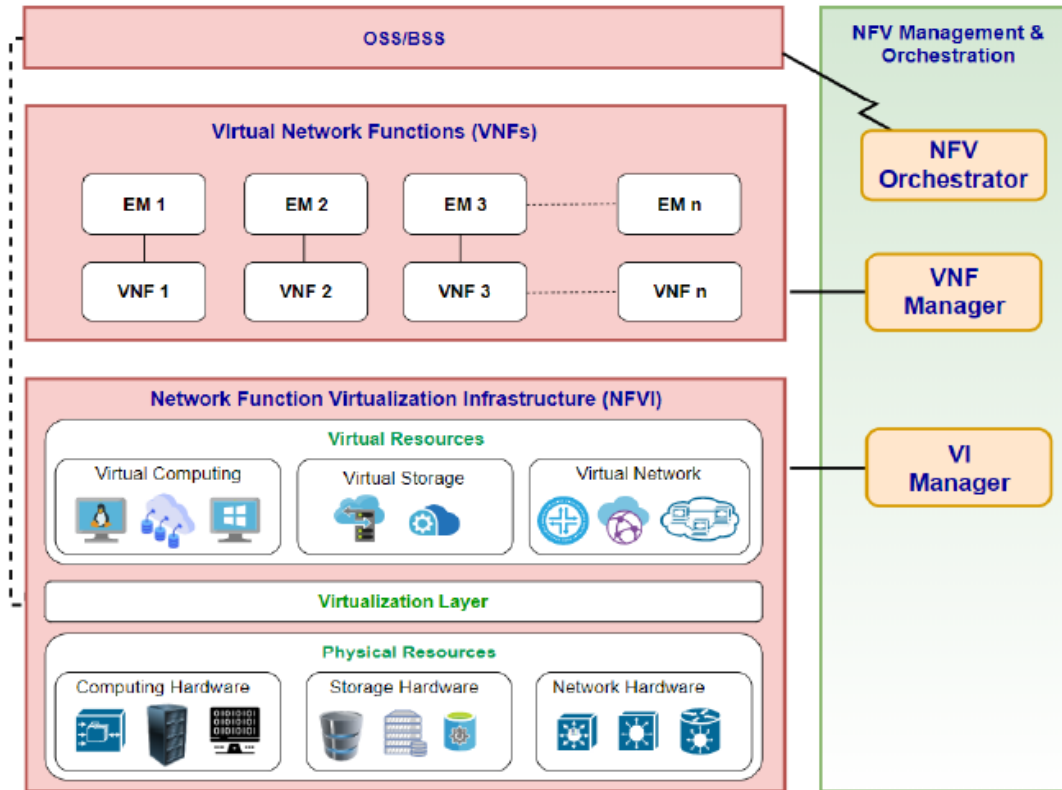 OSS/BSS
NFV Management &
Orchestration
NFV
Orchestrator
Virtual Network Functions (VNFs)
EM 1
EM 2
EM 3
EM n
VNF 1
VNF 2
VNF 3
VNF n
VNF
Manager
Network Function Virtualization Infrastructure (NFVI)
Virtual Resources
Virtual Computing
Virtual Storage
Virtual Network
VI
Manager
Virtualization Layer
Physical Resources
Computing Hardware
Storage Hardware
Network Hardware
01010101
01010101